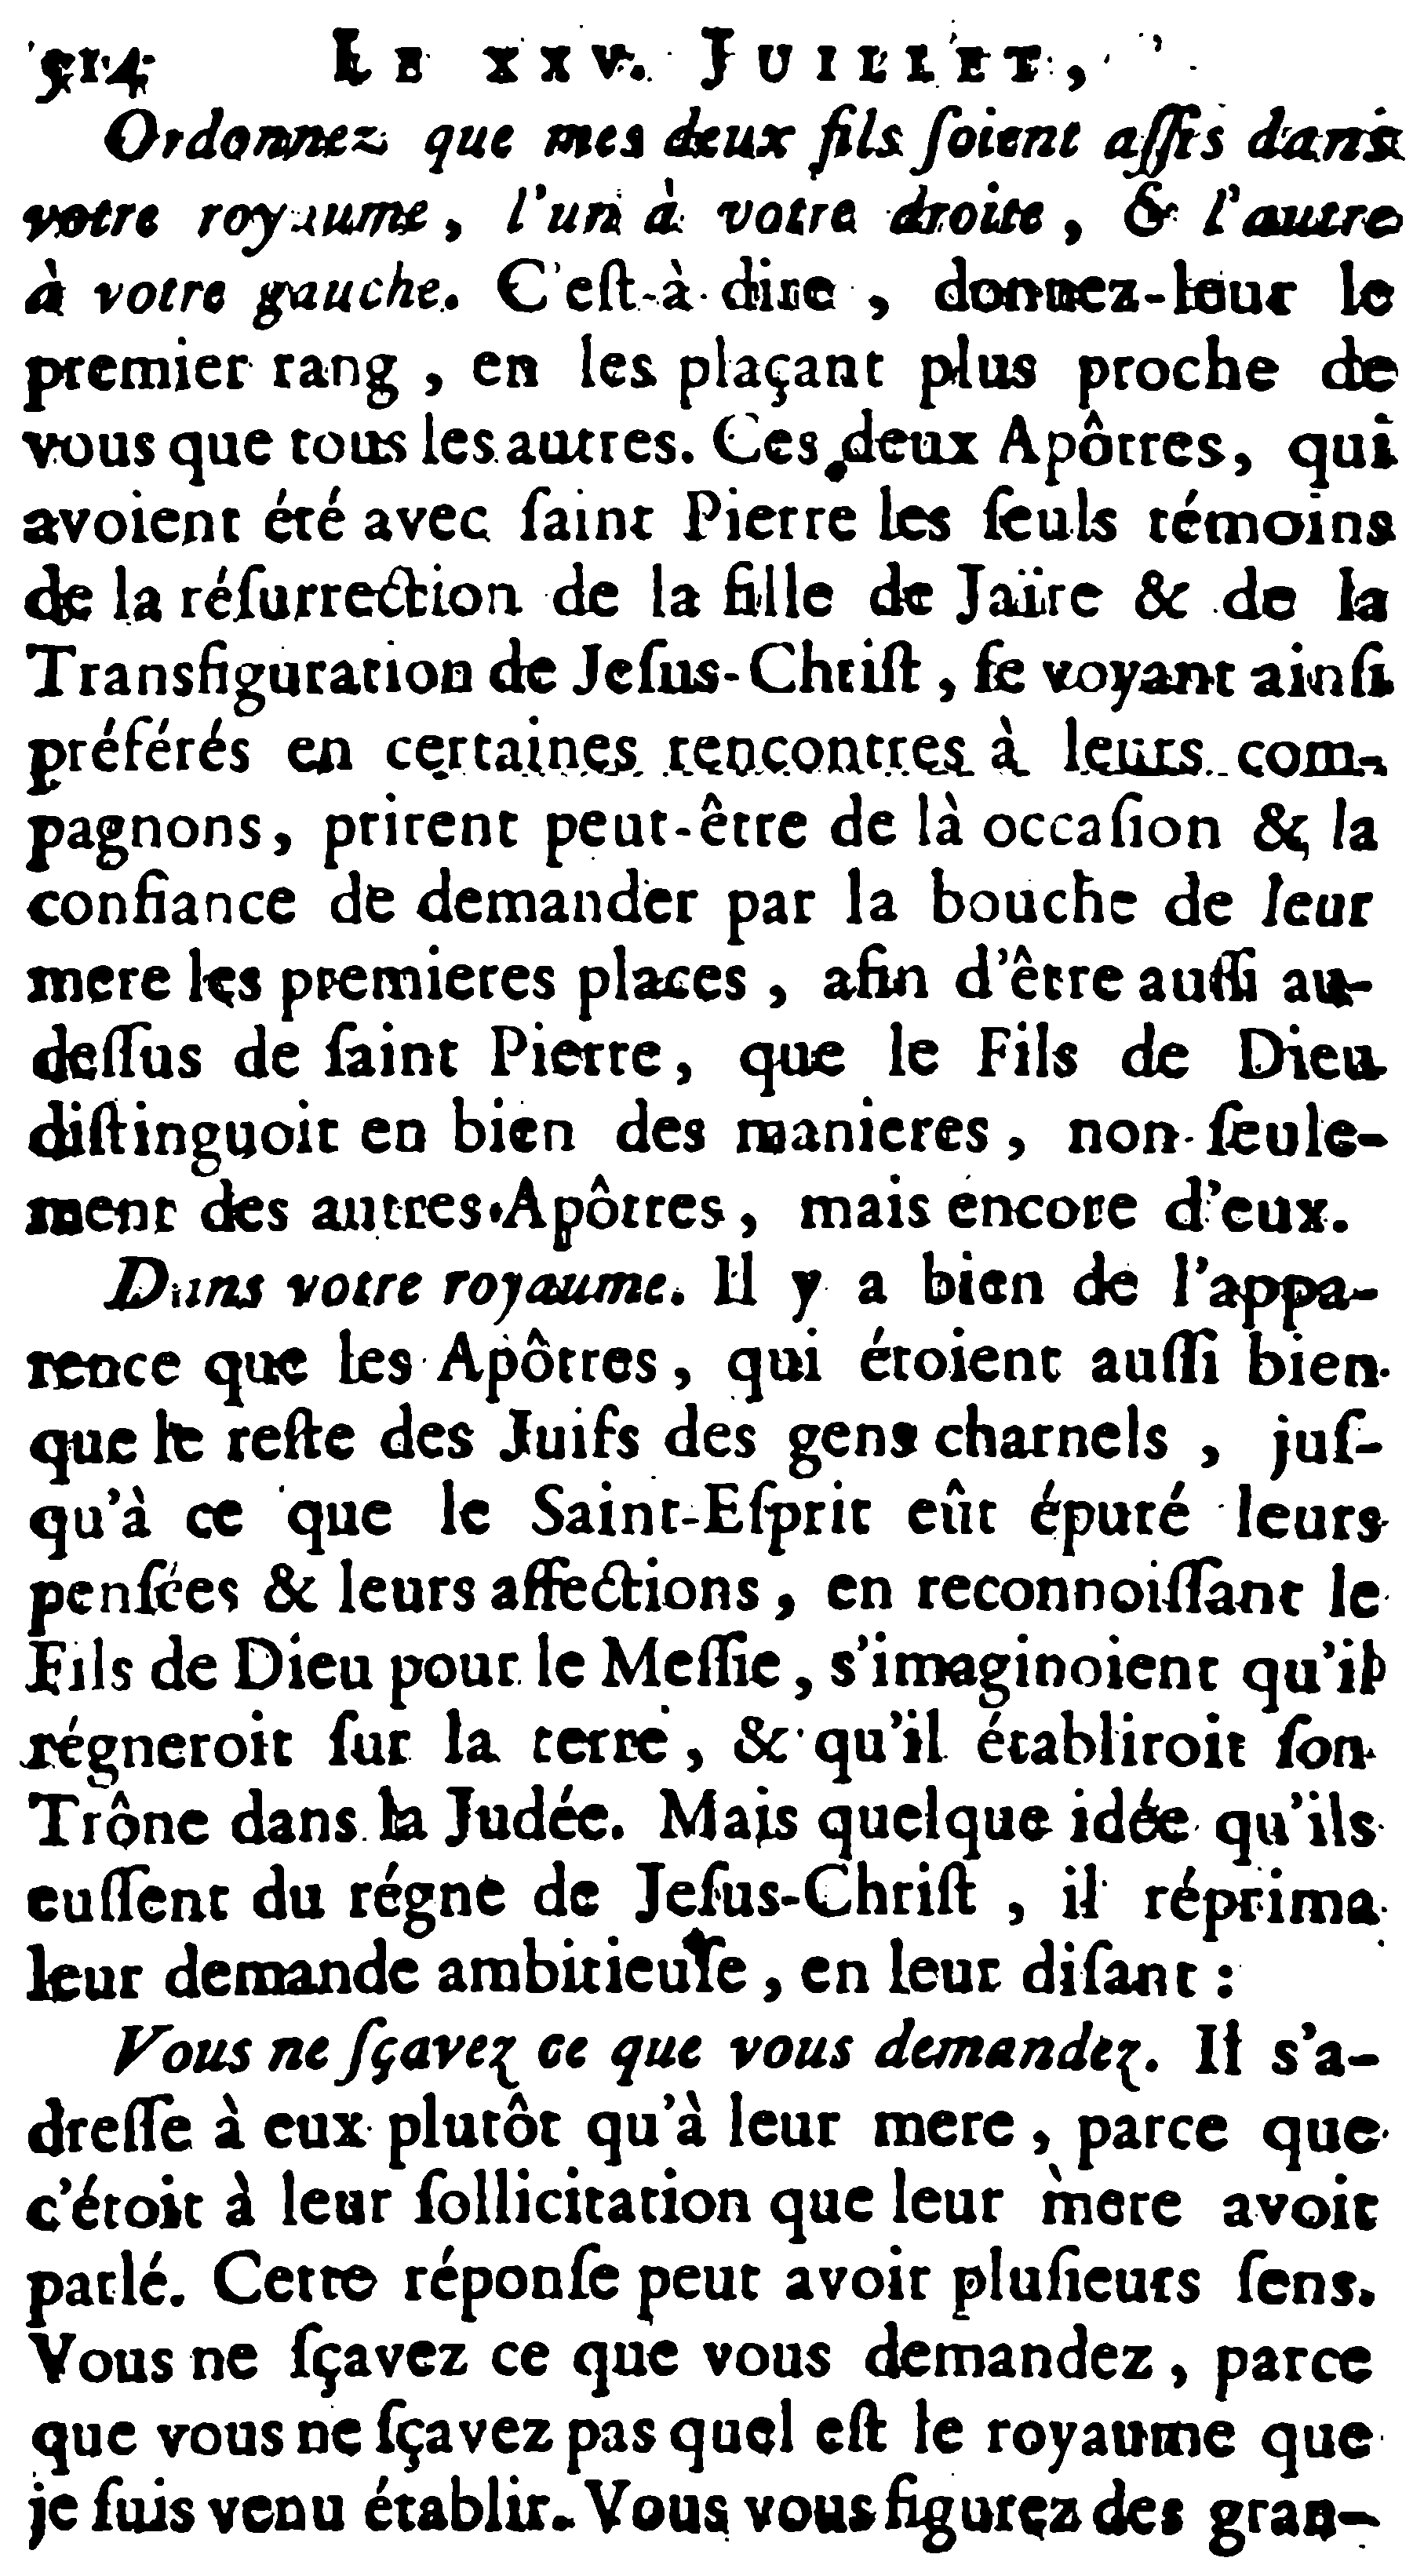 514 LE XXV. JUILLET,
Ordonnez que mes deux fils ſoient aſſis dans
votre royaume, l'un à votre droite, & l'autre
à votre gauche. C'eſt-à-dire, donnez-leur le
premier rang, en les plaçant plus proche de
vous que tous les autres. Ces deux Apôtres, qui
avoient été avec ſaint Pierre les ſeuls témoins
de la réſurrection de la fille de Jaïre & de la
Transfiguration de Jeſus-Chriſt, ſe voyant ainſi
préférés en certaines rencontres à leurs com-
pagnons, prirent peut-être de là occaſion & la
confiance de demander par la bouche de leur
mere les premieres places, afin d'être auſſi au-
deſſus de ſaint Pierre, que le Fils de Dieu
diſtinguoit en bien des manieres, non-ſeule-
ment des autres Apôtres, mais encore d'eux.
Dans votre royaume. Il y a bien de l'appa-
rence que les Apôtres, qui étoient auſſi bien
que le reſte des Juifs des gens charnels, juſ-
qu'à ce que le Saint-Eſprit eût épuré leurs
penſées & leurs affections, en reconnoiſſant le
Fils de Dieu pour le Meſſie, s'imaginoient qu'il
régneroit ſur la terre, & qu'il établiroit ſon
Trône dans la Judée. Mais quelque idée qu'ils
euſſent du régne de Jeſus-Chriſt, il réprima
leur demande ambitieuſe, en leur diſant :
Vous ne ſçavez ce que vous demandez. Il s'a-
dreſſe à eux plutôt qu'à leur mere, parce que
c'étoit à leur ſollicitation que leur mere avoit
parlé. Cette réponſe peut avoir pluſieurs ſens.
Vous ne ſçavez ce que vous demandez, parce
que vous ne ſçavez pas quel eſt le royaume que
je ſuis venu établir. Vous vous figurez des gran-